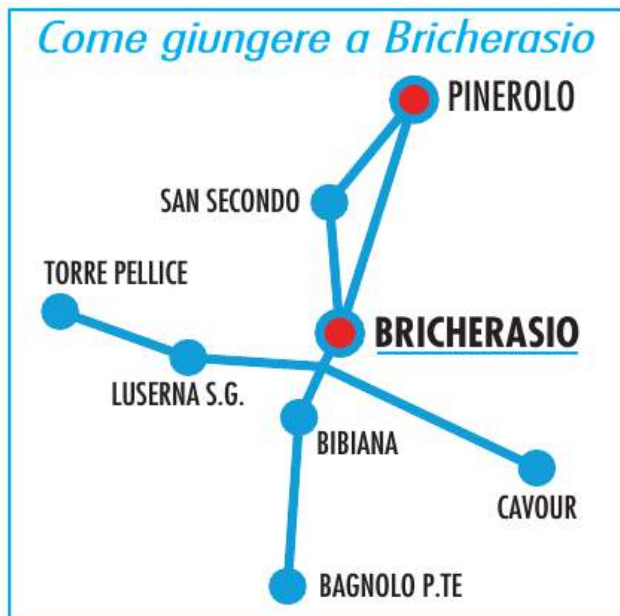 Come giungere a Bricherasio
PINEROLO
SAN SECONDO
TORRE PELLICE
BRICHERASIO
LUSERNA S.G.
BIBIANA
CAVOUR
BAGNOLO P.TE